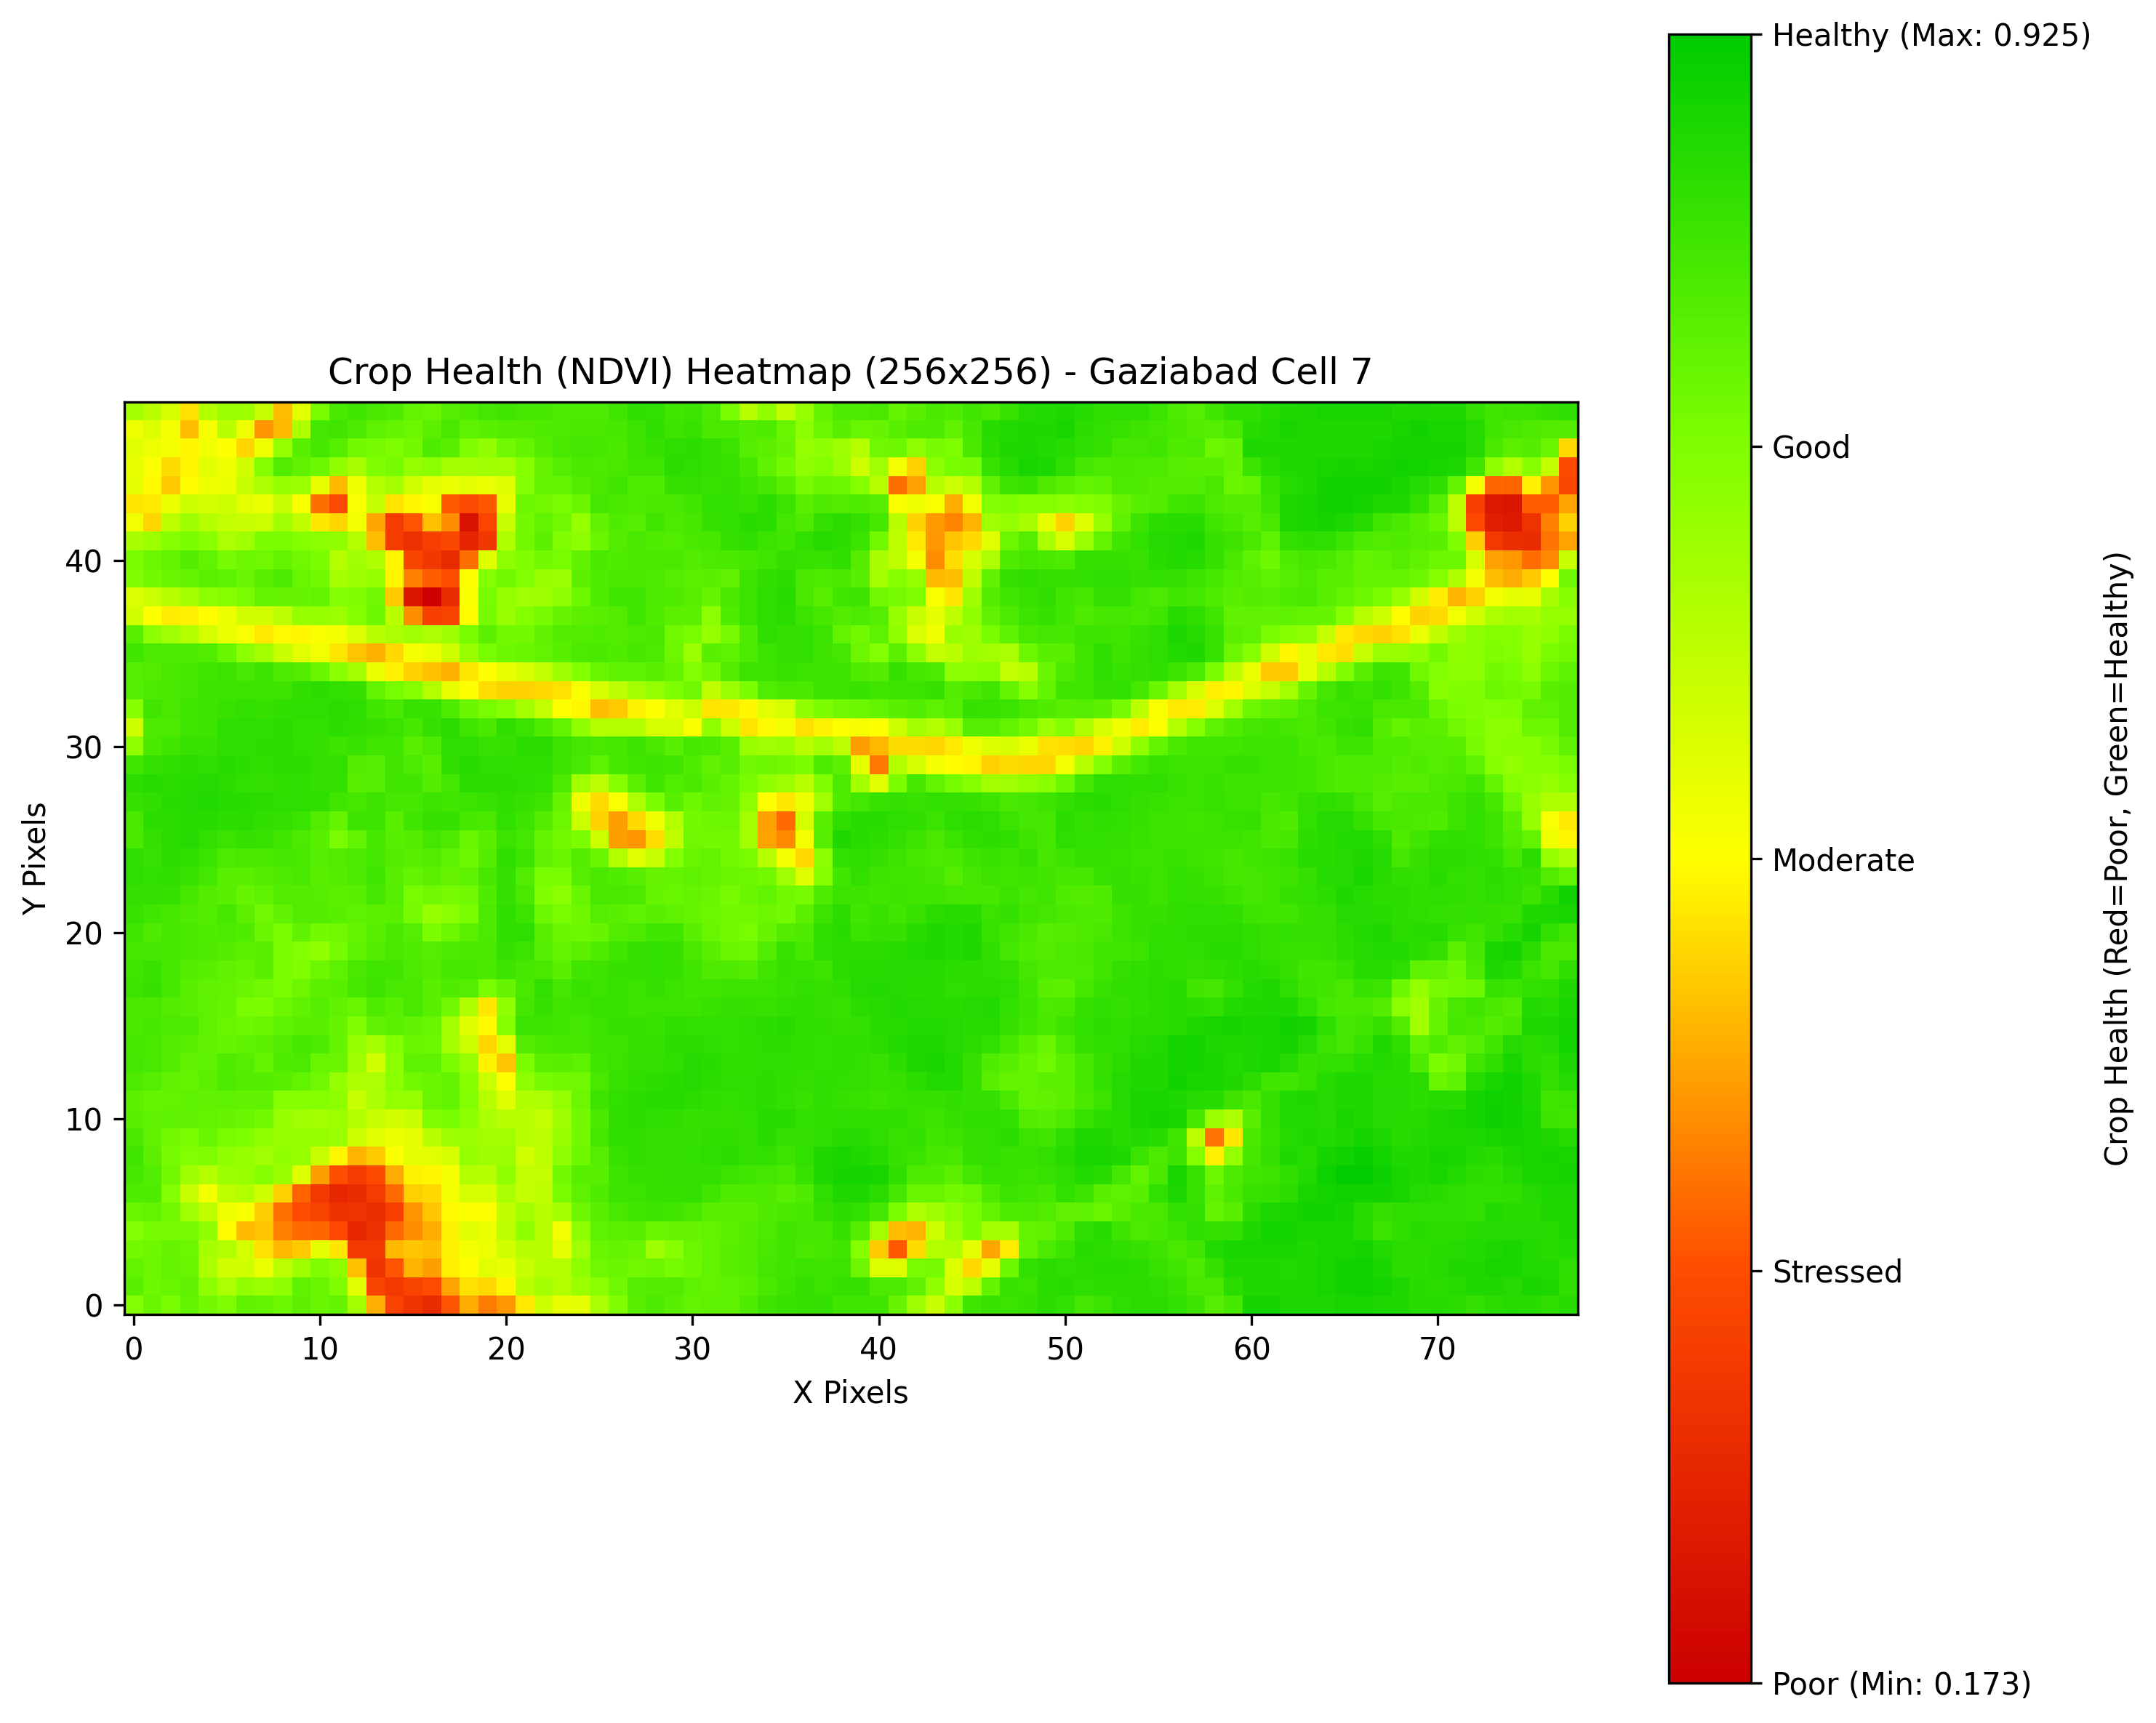 Crop Health (NDVI) Heatmap (256x256) - Gaziabad Cell 7
Y Pixels
40
30
20
10
0
0 10 20 30 40 50 60 70
X Pixels
Healthy (Max: 0.925)
Good
Moderate
Stressed
Poor (Min: 0.173)
Crop Health (Red=Poor, Green=Healthy)